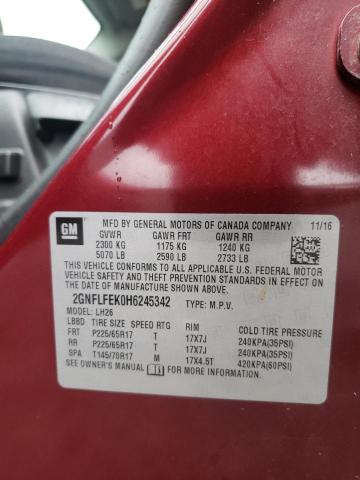 GM
MFD BY GENERAL MOTORS OF CANADA COMPANY 11/16
GVWR GAWR FRT GAWR RR
2300 KG 1175 KG 1240 KG
5070 LB 2590 LB 2733 LB
THIS VEHICLE CONFORMS TO ALL APPLICABLE U.S. FEDERAL MOTOR
VEHICLE SAFETY AND THEFT PREVENTION STANDARDS IN EFFECT ON
THE DATE OF MANUFACTURE SHOWN ABOVE.
2GNFLFEK0H6245342 TYPE: M.P.V.
MODEL: LH26
LBBD TIRE SIZE SPEED RTG RIM COLD TIRE PRESSURE
FRT P225/65R17 T 17X7J 240KPA(35PSI)
RR P225/65R17 T 17X7J 240KPA(35PSI)
SPA T145/70R17 M 17X4.5T 420KPA(60PSI)
SEE OWNER'S MANUAL FOR ADDITIONAL INFORMATION.